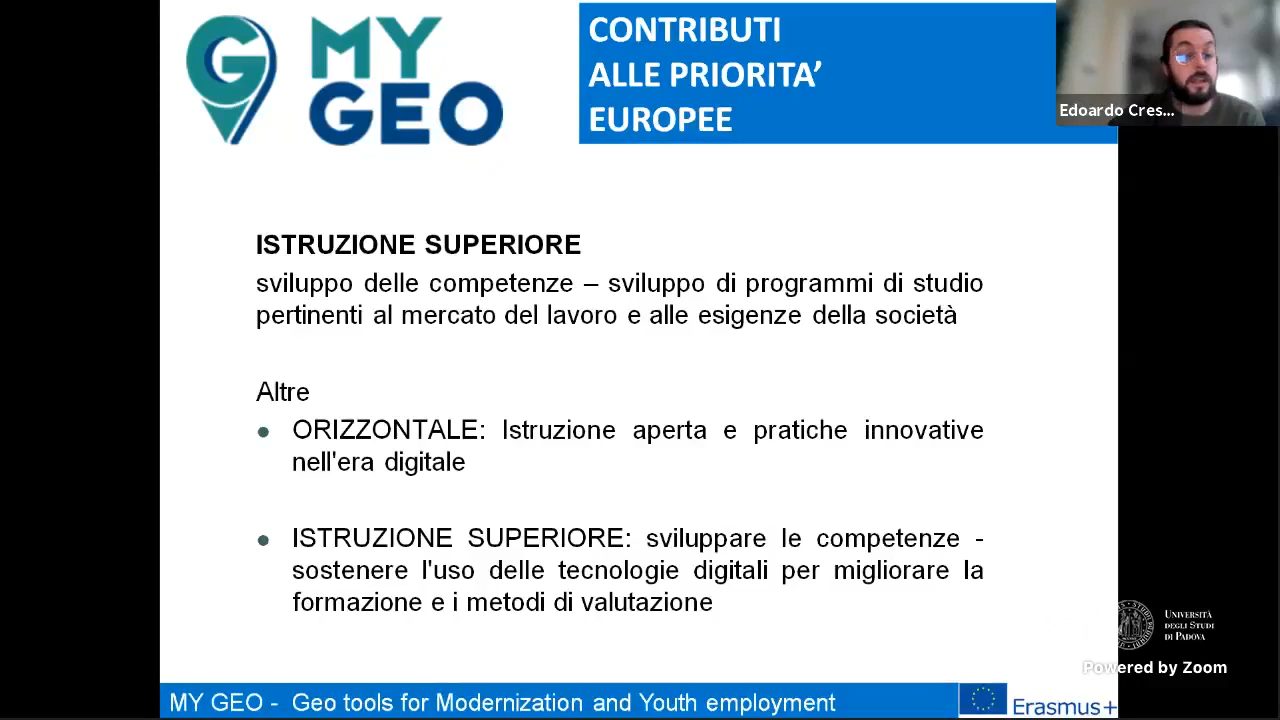 MY
GEO
CONTRIBUTI
ALLE PRIORITA’
EUROPEE
Edoardo Cres...
ISTRUZIONE SUPERIORE
sviluppo delle competenze – sviluppo di programmi di studio
pertinenti al mercato del lavoro e alle esigenze della società
Altre
ORIZZONTALE: Istruzione aperta e pratiche innovative
nell'era digitale
ISTRUZIONE SUPERIORE: sviluppare le competenze -
sostenere l'uso delle tecnologie digitali per migliorare la
formazione e i metodi di valutazione
UNIVERSITÀ
DEGLI STUDI
DI PADOVA
Powered by Zoom
MY GEO - Geo tools for Modernization and Youth employment
Erasmus+